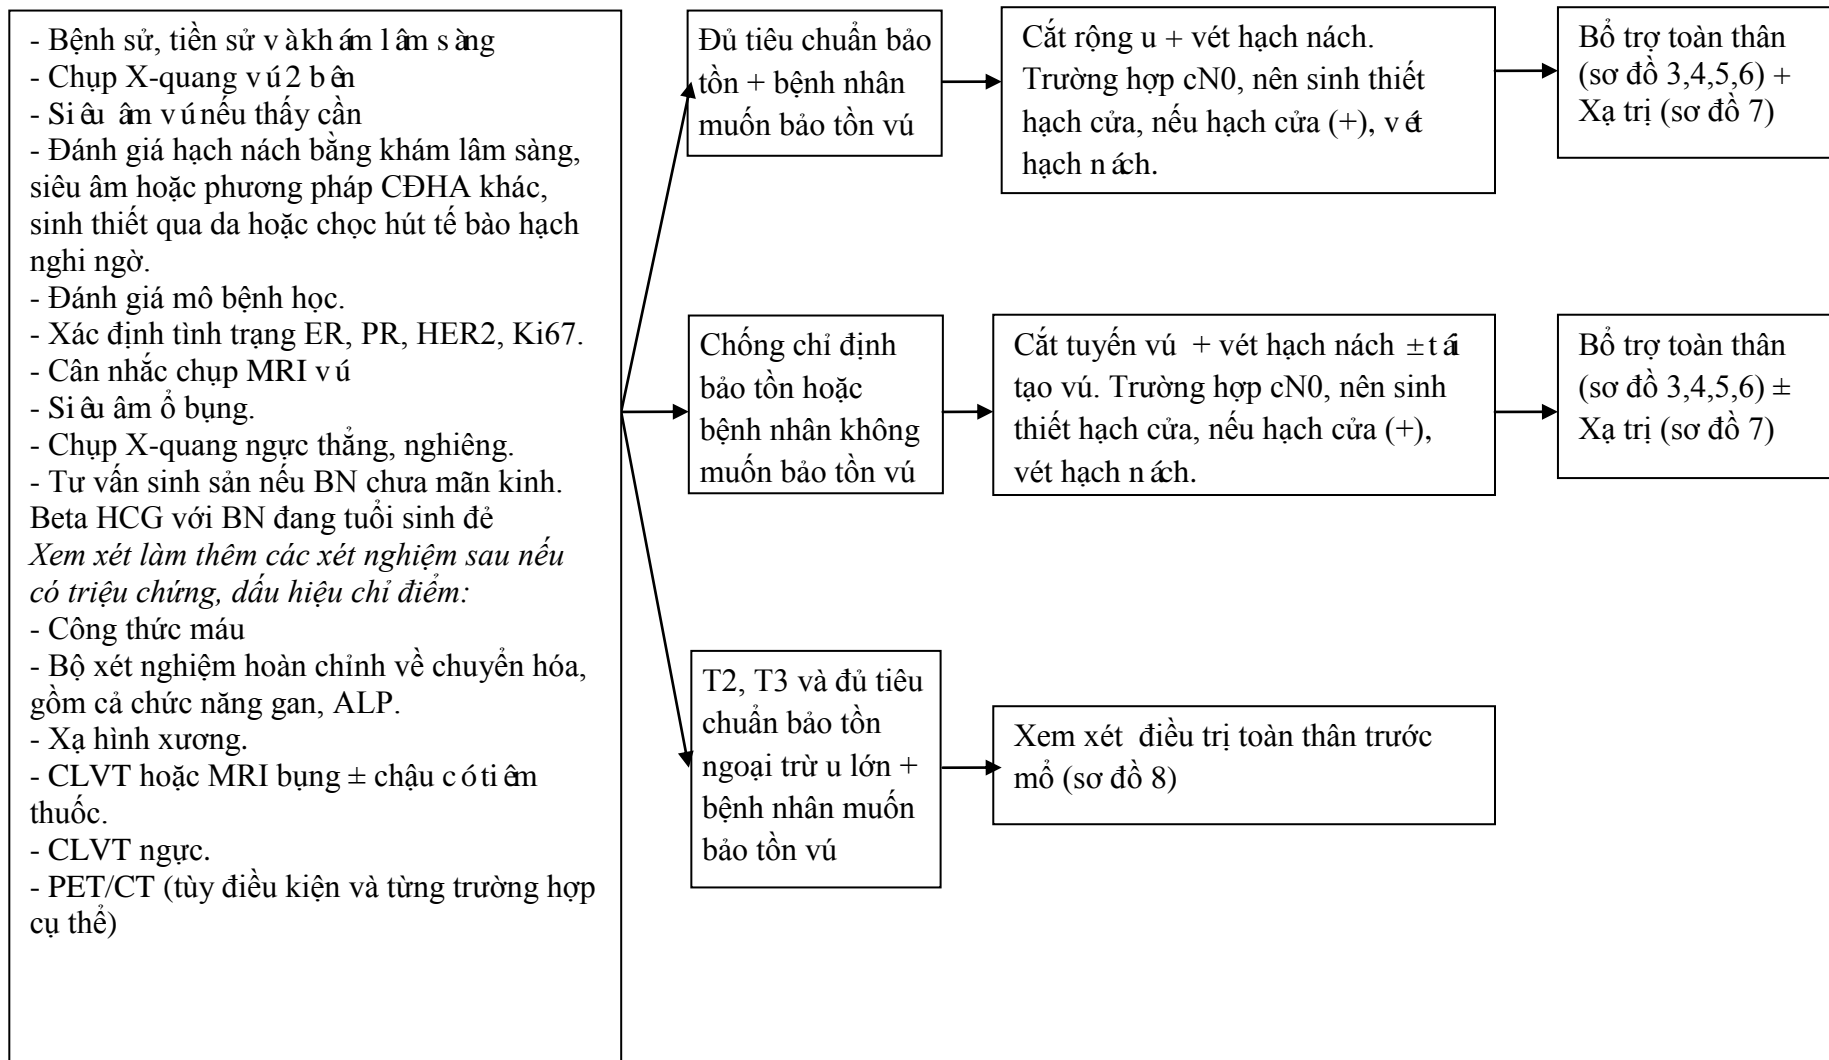 - Bệnh sử, tiền sử và khám lâm sàng
- Chụp X-quang vú 2 bên
- Siêu âm vú nếu thấy cần
- Đánh giá hạch nách bằng khám lâm sàng,
siêu âm hoặc phương pháp CĐHA khác,
sinh thiết qua da hoặc chọc hút tế bào hạch
nghi ngờ.
- Đánh giá mô bệnh học.
- Xác định tình trạng ER, PR, HER2, Ki67.
- Cân nhắc chụp MRI vú
- Siêu âm ổ bụng.
- Chụp X-quang ngực thẳng, nghiêng.
- Tư vấn sinh sản nếu BN chưa mãn kinh.
Beta HCG với BN đang tuổi sinh đẻ
Xem xét làm thêm các xét nghiệm sau nếu
có triệu chứng, dấu hiệu chỉ điểm:
- Công thức máu
- Bộ xét nghiệm hoàn chỉnh về chuyển hóa,
gồm cả chức năng gan, ALP.
- Xạ hình xương.
- CLVT hoặc MRI bụng ± chậu có tiêm
thuốc.
- CLVT ngực.
- PET/CT (tùy điều kiện và từng trường hợp
cụ thể)
Đủ tiêu chuẩn bảo
tồn + bệnh nhân
muốn bảo tồn vú
Cắt rộng u + vét hạch nách.
Trường hợp cN0, nên sinh thiết
hạch cửa, nếu hạch cửa (+), vét
hạch nách.
Bổ trợ toàn thân
(sơ đồ 3,4,5,6) +
Xạ trị (sơ đồ 7)
Chống chỉ định
bảo tồn hoặc
bệnh nhân không
muốn bảo tồn vú
Cắt tuyến vú + vét hạch nách ± tái
tạo vú. Trường hợp cN0, nên sinh
thiết hạch cửa, nếu hạch cửa (+),
vét hạch nách.
Bổ trợ toàn thân
(sơ đồ 3,4,5,6) ±
Xạ trị (sơ đồ 7)
T2, T3 và đủ tiêu
chuẩn bảo tồn
ngoại trừ u lớn +
bệnh nhân muốn
bảo tồn vú
Xem xét điều trị toàn thân trước
mổ (sơ đồ 8)